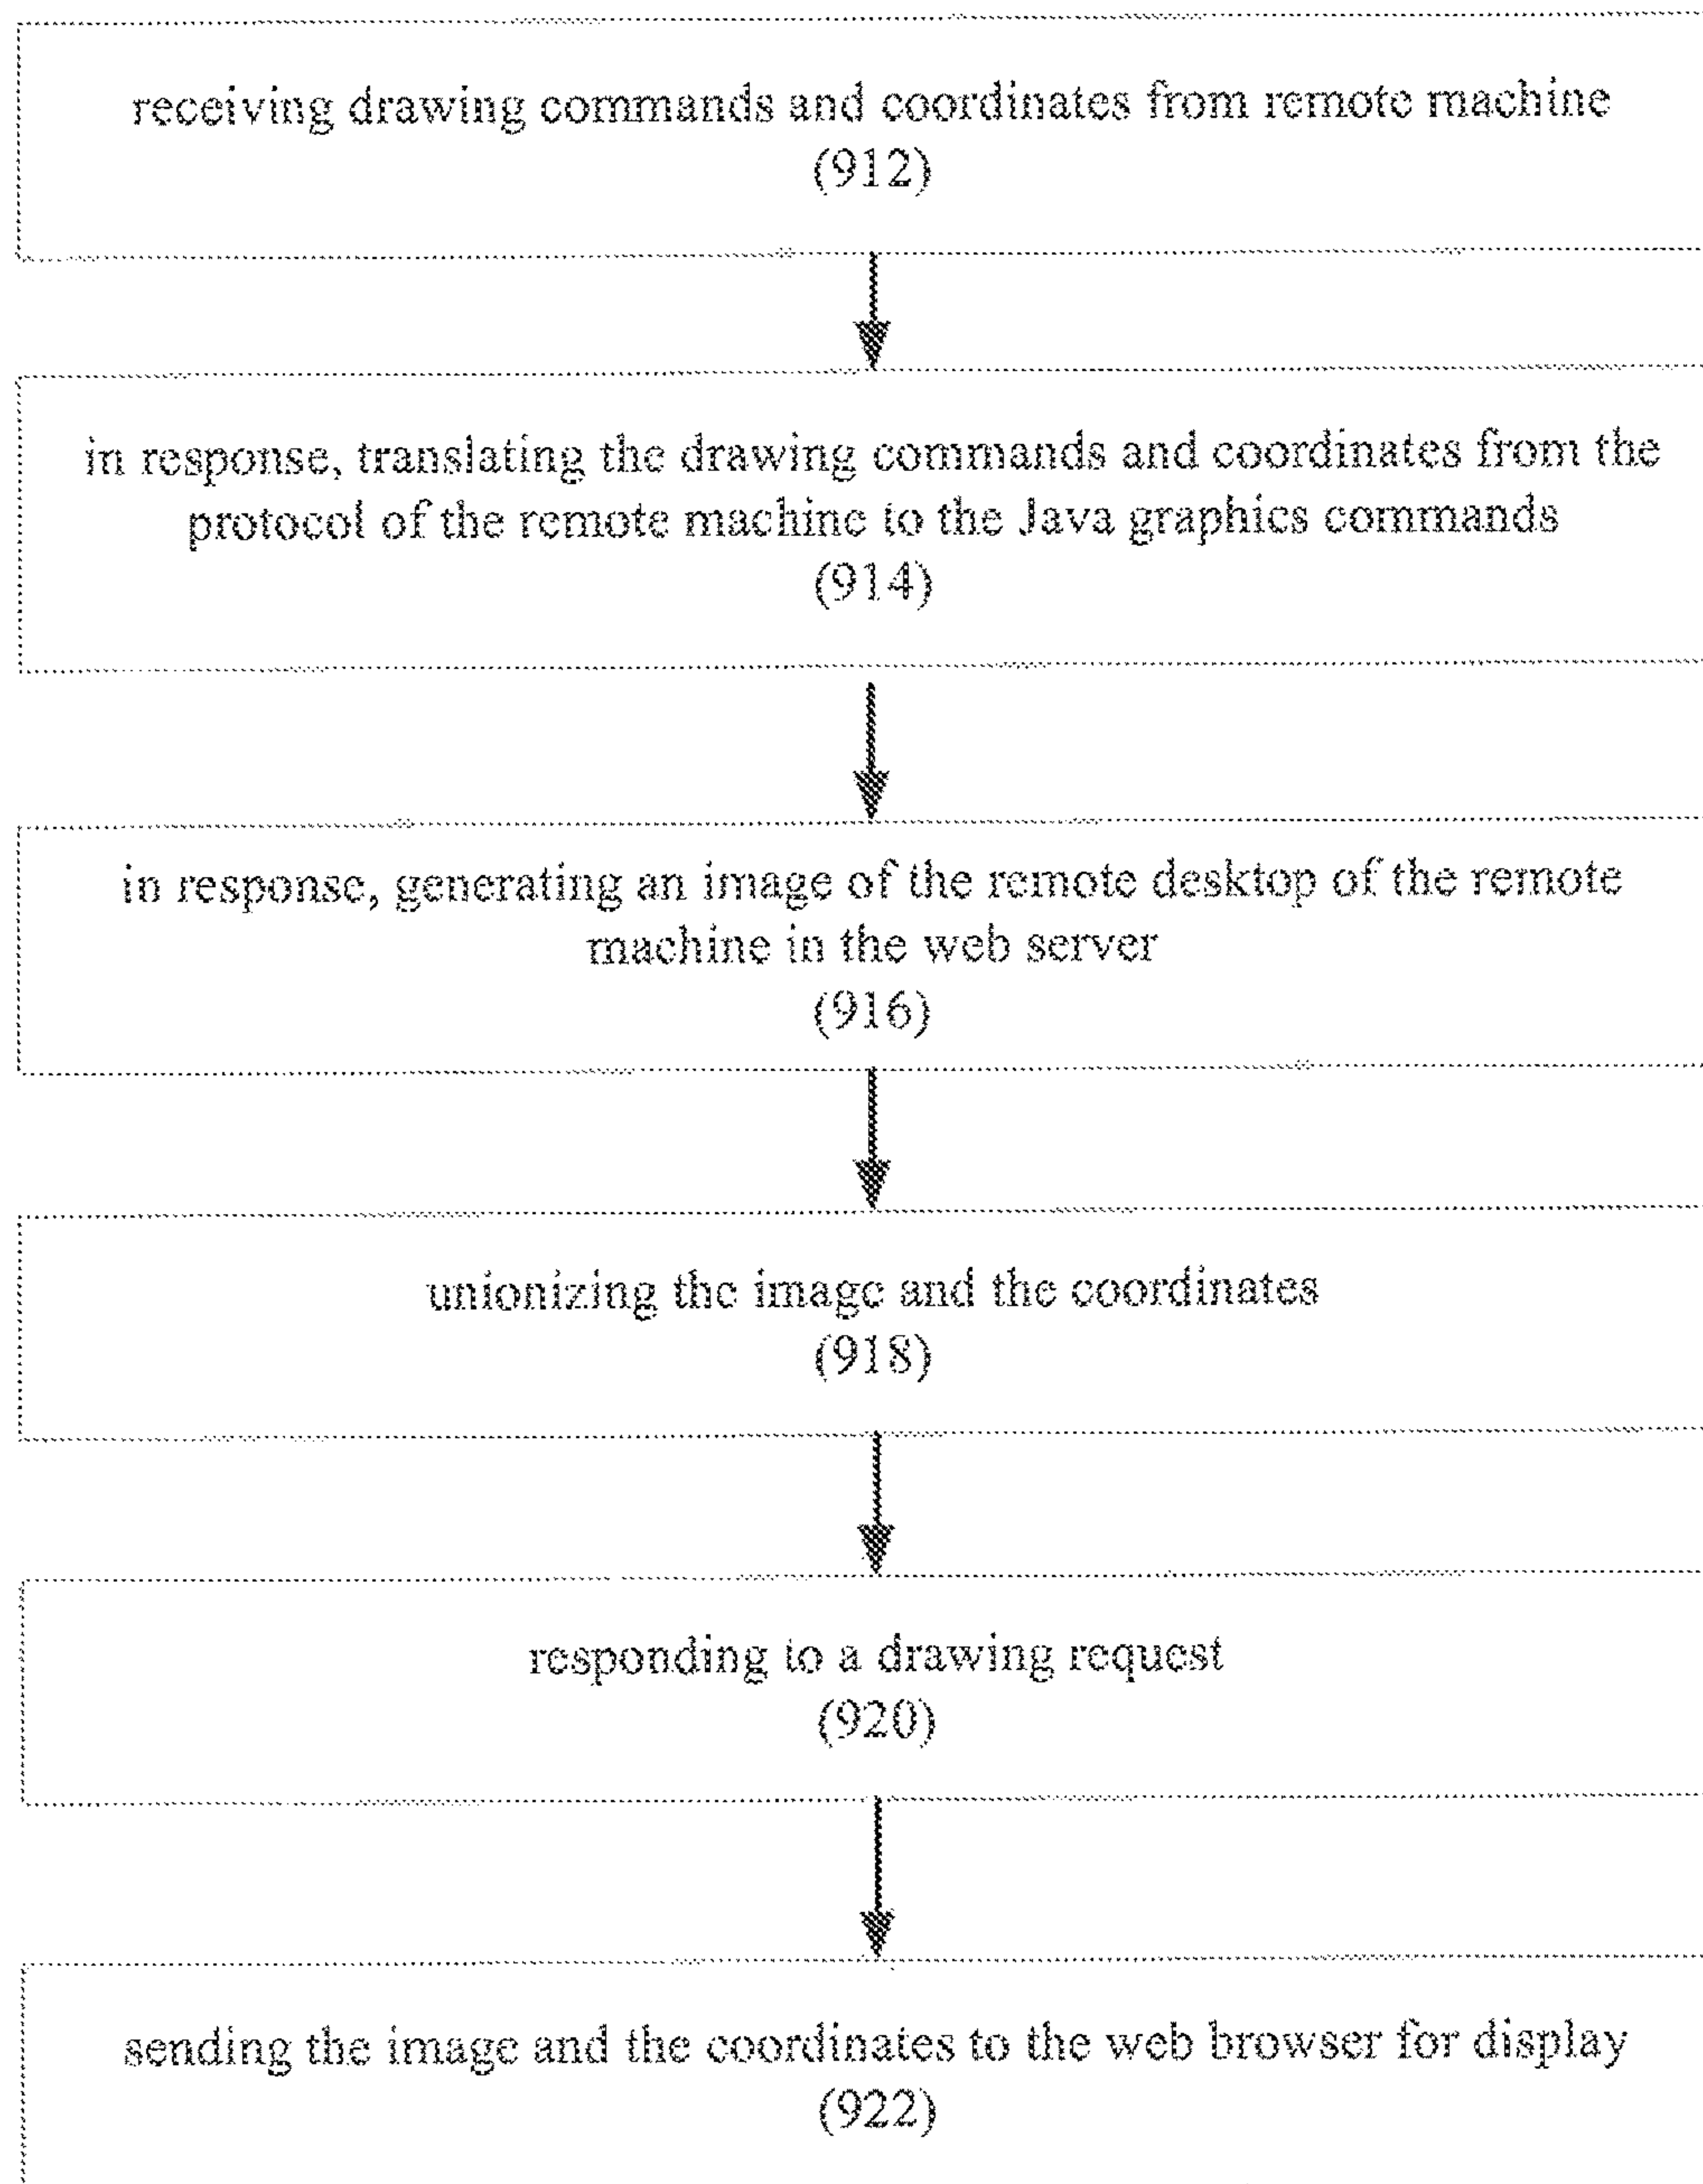 receiving drawing commands and coordinates from remote machine
(912)
in response, translating the drawing commands and coordinates from the
protocol of the remote machine to the Java graphics commands
(914)
in response, generating an image of the remote desktop of the remote
machine in the web server
(916)
unionizing the image and the coordinates
(918)
responding to a drawing request
(920)
sending the image and the coordinates to the web browser for display
(922)